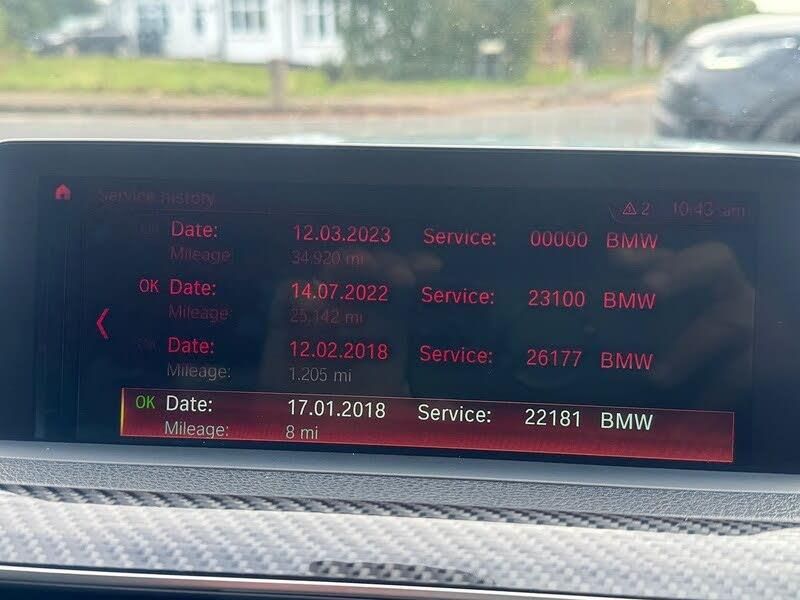 Service history
2 10:43 am
Date: 12.03.2023 Service: 00000 BMW
Mileage: 34.920 mi
OK Date: 14.07.2022 Service: 23100 BMW
Mileage: 25.142 mi
OK Date: 12.02.2018 Service: 26177 BMW
Mileage: 1.205 mi
OK Date: 17.01.2018 Service: 22181 BMW
Mileage: 8 mi